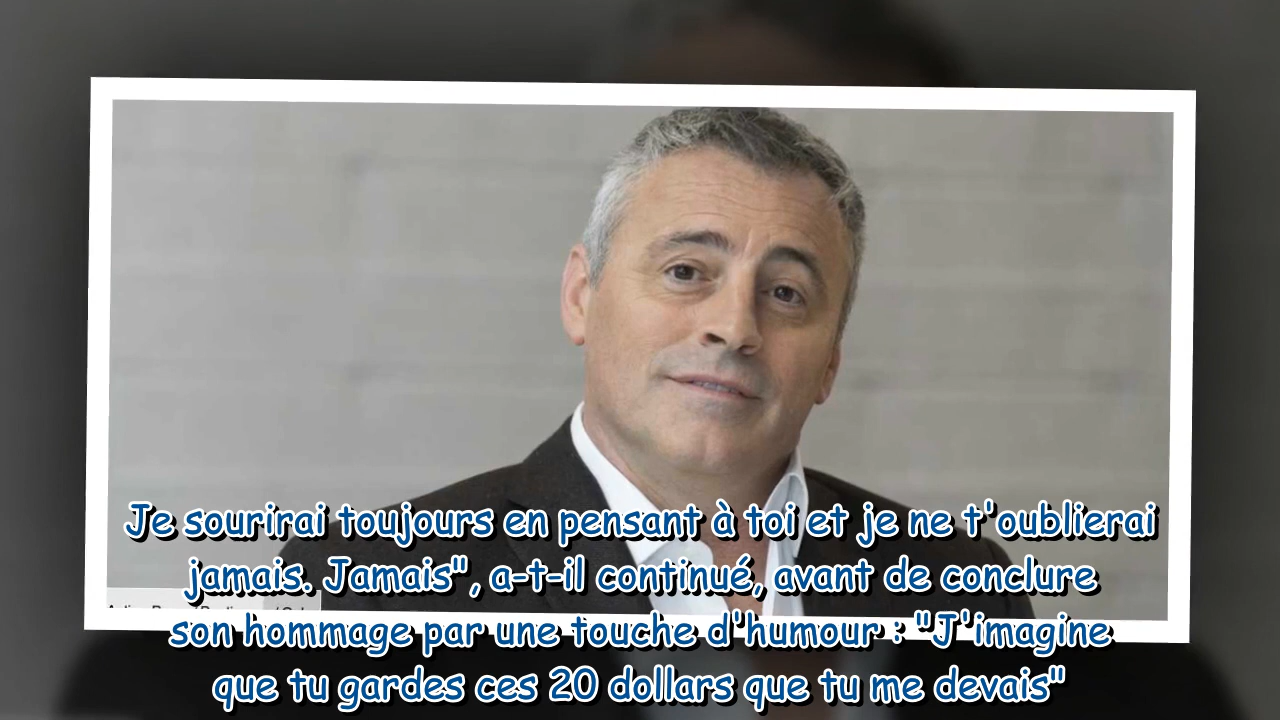 Je sourirai toujours en pensant à toi et je ne t'oublierai
jamais. Jamais", a-t-il continué, avant de conclure
son hommage par une touche d'humour : "J'imagine
que tu gardes ces 20 dollars que tu me devais"